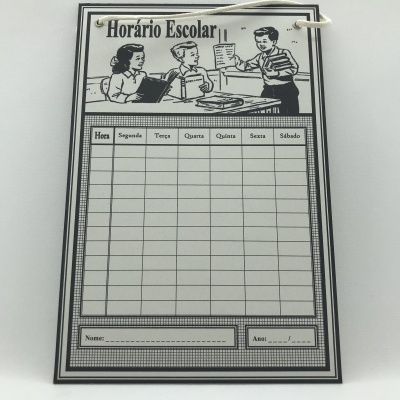 Horário Escolar
Hora Segunda Terça Quarta Quinta Sexta Sábado
Nome: Ano: /